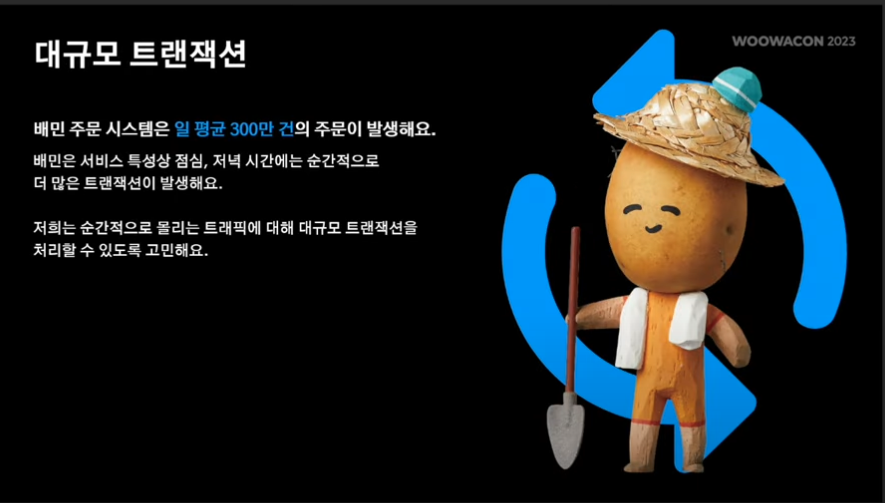 WOOWACON 2023
대규모 트랜잭션
배민 주문 시스템은 일 평균 300만 건의 주문이 발생해요.
배민은 서비스 특성상 점심, 저녁 시간에는 순간적으로
더 많은 트랜잭션이 발생해요.
저희는 순간적으로 몰리는 트래픽에 대해 대규모 트랜잭션을
처리할 수 있도록 고민해요.